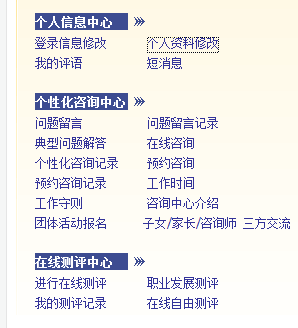 个人信息中心 >>>
登录信息修改 个人资料修改
我的评语 短消息
个性化咨询中心 >>>
问题留言 问题留言记录
典型问题解答 在线咨询
个性化咨询记录 预约咨询
预约咨询记录 工作时间
工作守则 咨询中心介绍
团体活动报名 子女/家长/咨询师 三方交流
在线测评中心 >>>
进行在线测评 职业发展测评
我的测评记录 在线自由测评